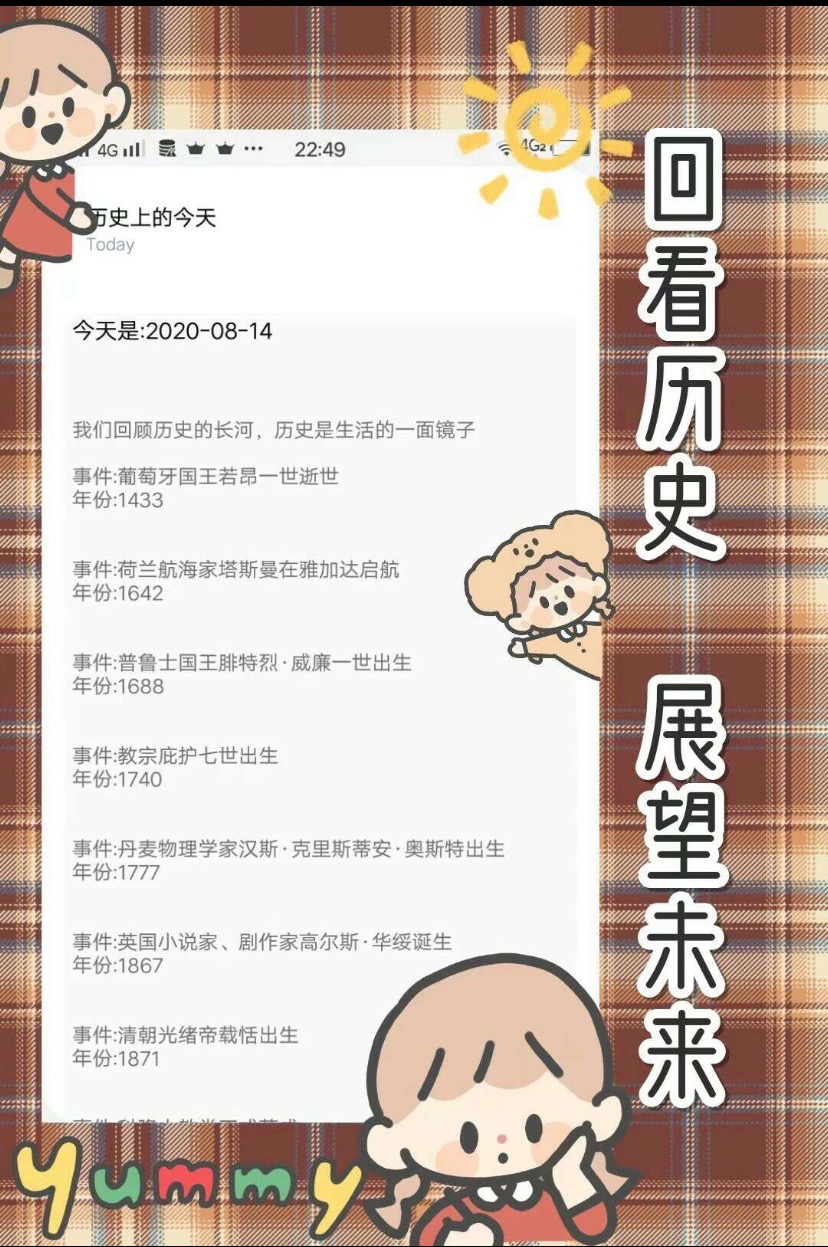 4G
22:49
4G2
历史上的今天
Today
今天是:2020-08-14
我们回顾历史的长河，历史是生活的一面镜子
事件:葡萄牙国王若昂一世逝世
年份:1433
事件:荷兰航海家塔斯曼在雅加达启航
年份:1642
事件:普鲁士国王腓特烈·威廉一世出生
年份:1688
事件:教宗庇护七世出生
年份:1740
事件:丹麦物理学家汉斯·克里斯蒂安·奥斯特出生
年份:1777
事件:英国小说家、剧作家高尔斯·华绥诞生
年份:1867
事件:清朝光绪帝载恬出生
年份:1871
回看历史
展望未来
yummy